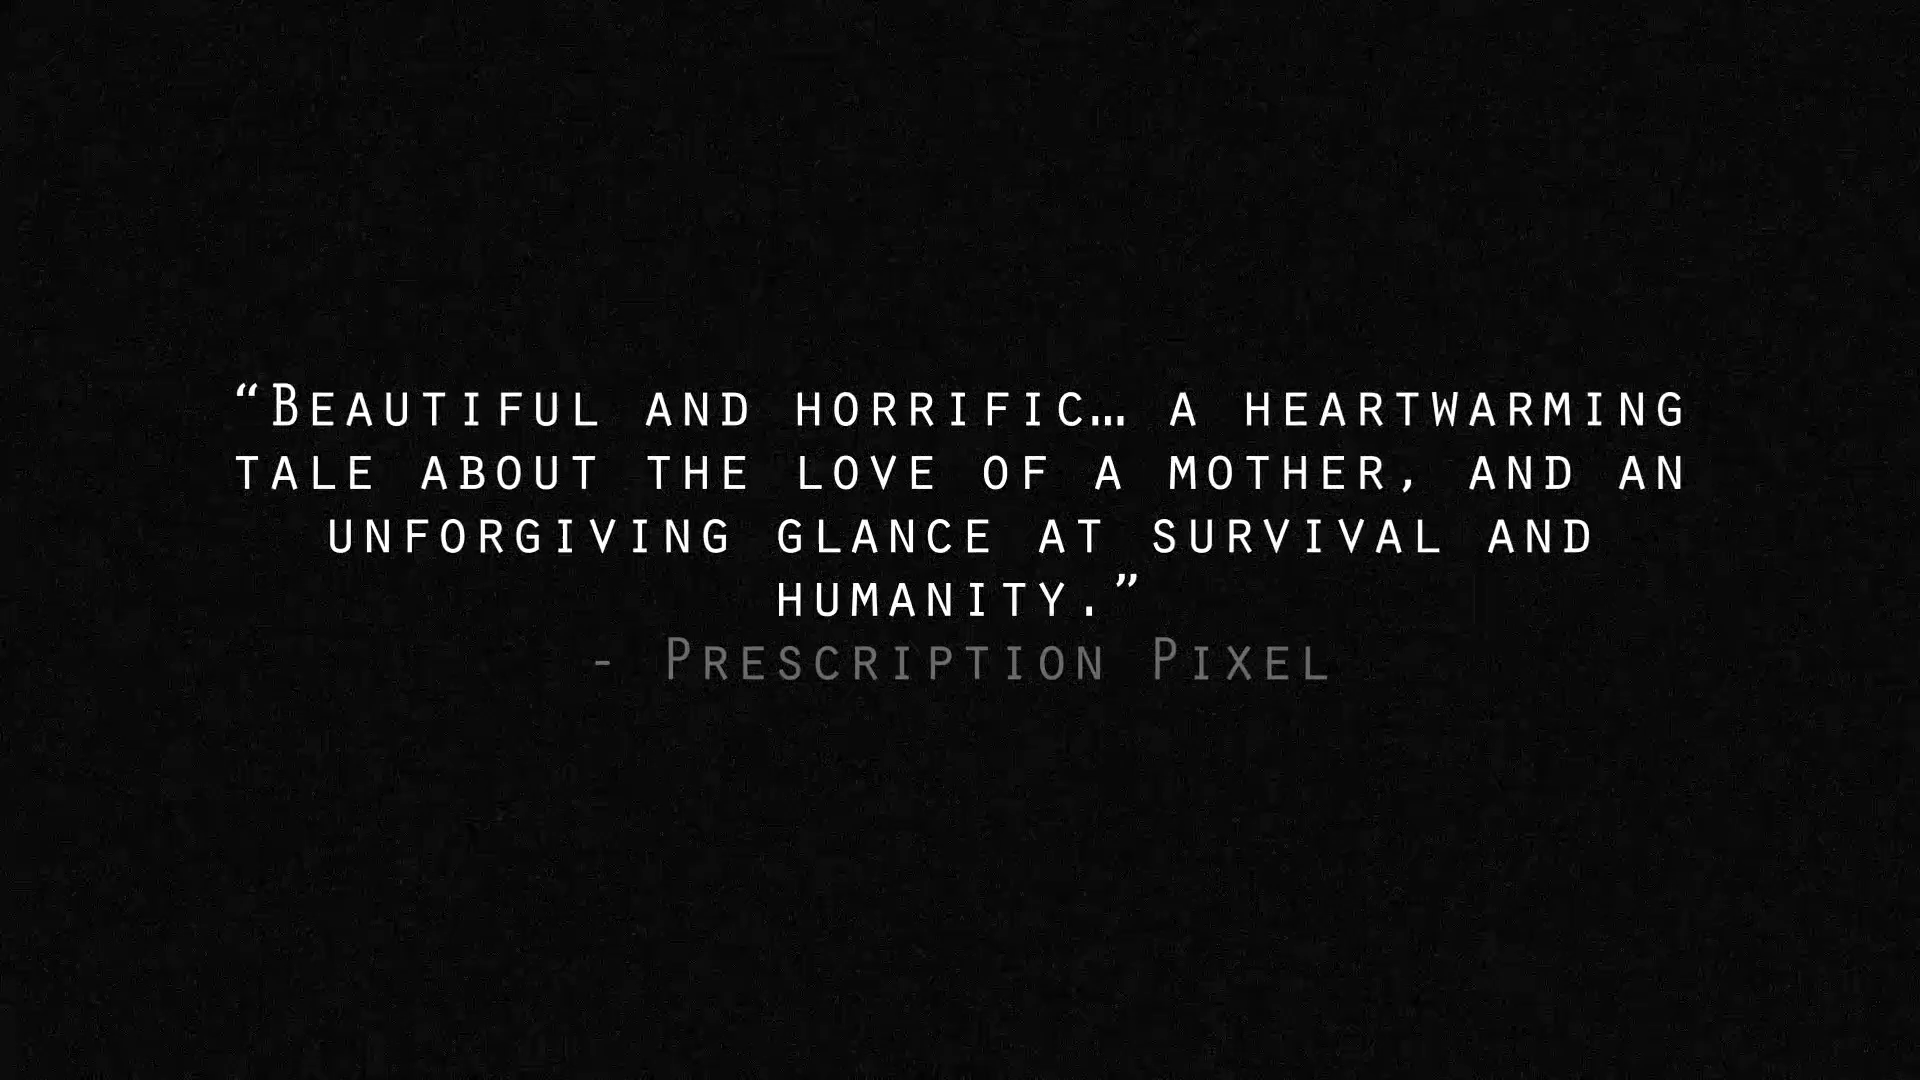 “Beautiful and horrific… a heartwarming
tale about the love of a mother, and an
unforgiving glance at survival and
humanity.”
- Prescription Pixel